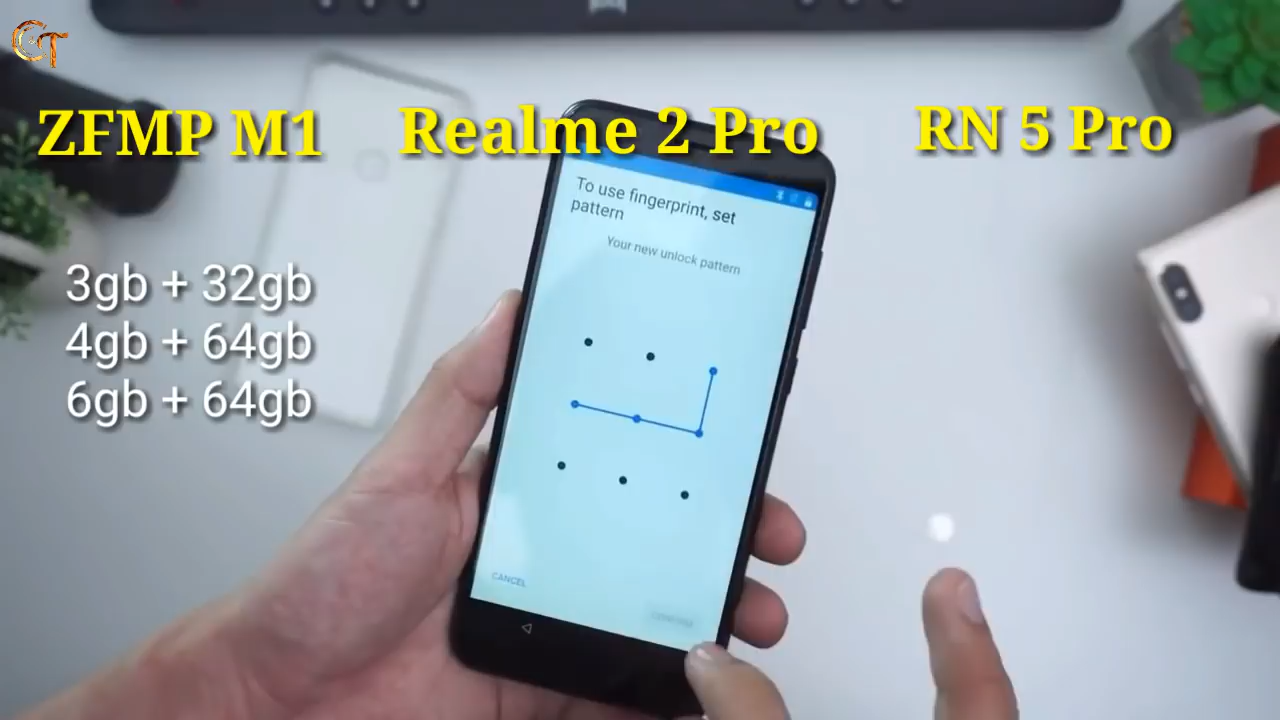 CT
ZFMP M1
Realme 2 Pro
RN 5 Pro
To use fingerprint, set
pattern
Your new unlock pattern
3gb + 32gb
4gb + 64gb
6gb + 64gb
CANCEL